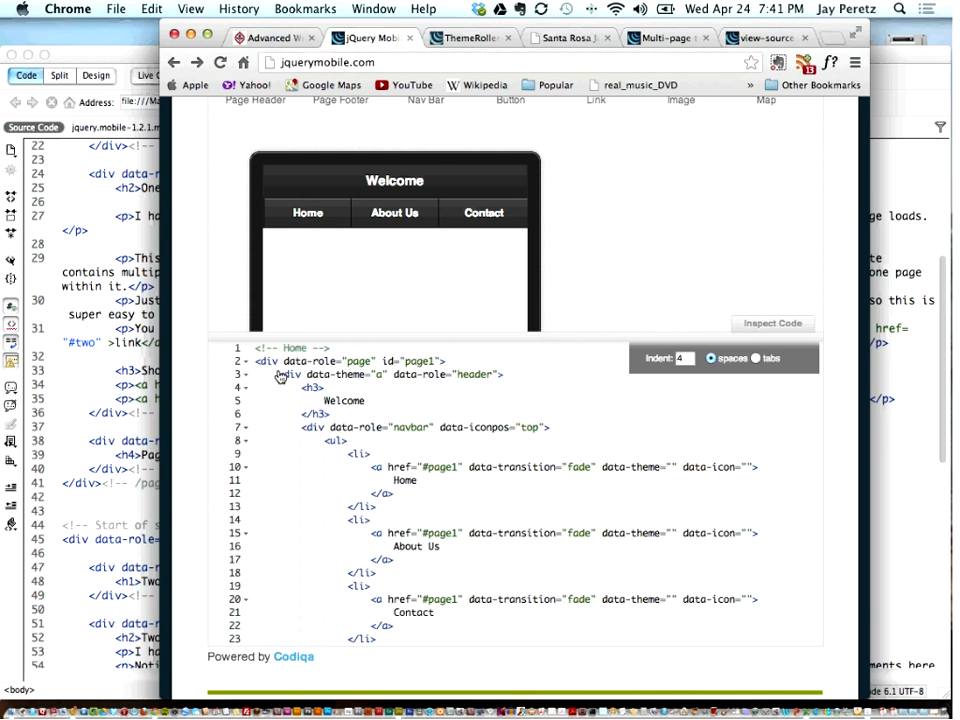 Chrome File Edit View History Bookmarks Window Help Wed Apr 24 7:41 PM Jay Peretz
Advanced W jQuery Mobi ThemeRoller Santa Rosa J Multi-page t view-source
Code Split Design Live C
jquerymobile.com
13
Address: file:///Ma
Apple Yahoo! Google Maps YouTube Wikipedia Popular real_music_DVD » Other Bookmarks
Page Header Page Footer Nav Bar Button Link Image Map
Source Code jquery.mobile-1.2.1.m
22 </div><!--
23
24 <div data-r
25 <h2>One
26
27 <p>I ha
ge loads.
</p>
28
29 <p>This
te
contains multip
one page
within it.</p>
30 <p>Just
so this is
super easy to
31 <p>You
href=
"#two" >link</a
32
33 <h3>Sho
34 <p><a h
35 <p><a h
</p>
36 </div><!--
37
38 <div data-r
39 <h4>Pag
40 </div><!--
41 </div><!-- /pag
42
43
44 <!-- Start of s
45 <div data-role=
46
47 <div data-r
48 <h1>Two
49 </div><!--
50
51 <div data-r
52 <h2>Two
53 <p>I ha
54 <p>Noti
ments here
<body>
ode 6.1 UTF-8
Welcome
Home About Us Contact
Inspect Code
Indent: 4 spaces tabs
1 <!-- Home -->
2 <div data-role="page" id="page1">
3 div data-theme="a" data-role="header">
4 <h3>
5 Welcome
6 </h3>
7 <div data-role="navbar" data-iconpos="top">
8 <ul>
9 <li>
10 <a href="#page1" data-transition="fade" data-theme="" data-icon="">
11 Home
12 </a>
13 </li>
14 <li>
15 <a href="#page1" data-transition="fade" data-theme="" data-icon="">
16 About Us
17 </a>
18 </li>
19 <li>
20 <a href="#page1" data-transition="fade" data-theme="" data-icon="">
21 Contact
22 </a>
23 </li>
Powered by Codiqa